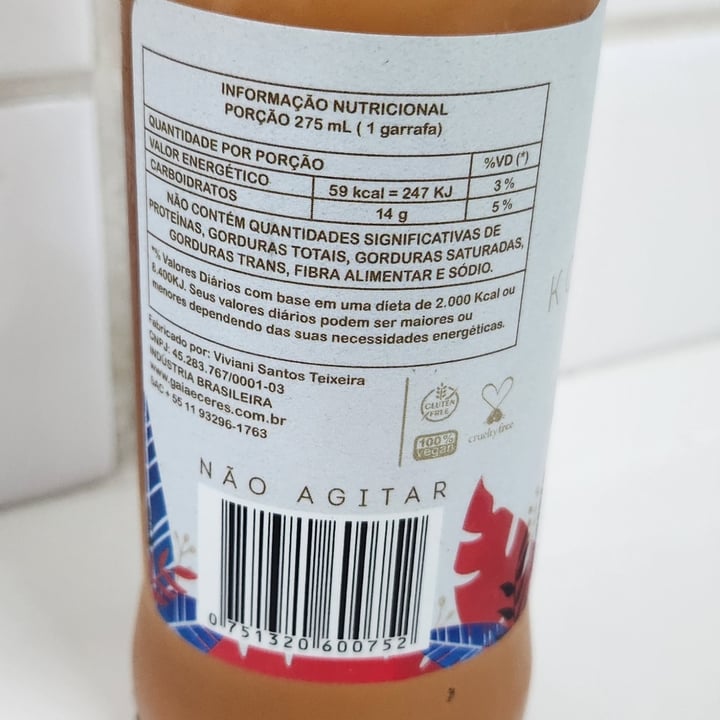 INFORMAÇÃO NUTRICIONAL
PORÇÃO 275 mL ( 1 garrafa)
QUANTIDADE POR PORÇÃO %VD (*)
VALOR ENERGÉTICO 59 kcal = 247 KJ 3 %
CARBOIDRATOS 14 g 5 %
NÃO CONTÉM QUANTIDADES SIGNIFICATIVAS DE
PROTEÍNAS, GORDURAS TOTAIS, GORDURAS SATURADAS,
GORDURAS TRANS, FIBRA ALIMENTAR E SÓDIO.
*% Valores Diários com base em uma dieta de 2.000 Kcal ou
8.400KJ. Seus valores diários podem ser maiores ou
menores dependendo das suas necessidades energéticas.
Fabricado por: Viviani Santos Teixeira
CNPJ: 45.283.767/0001-03
INDÚSTRIA BRASILEIRA
www.gaiaeceres.com.br
SAC + 55 11 93296-1763
GLUTEN
FREE
100%
vegan
cruelty free
NÃO AGITAR
0 751320 600752